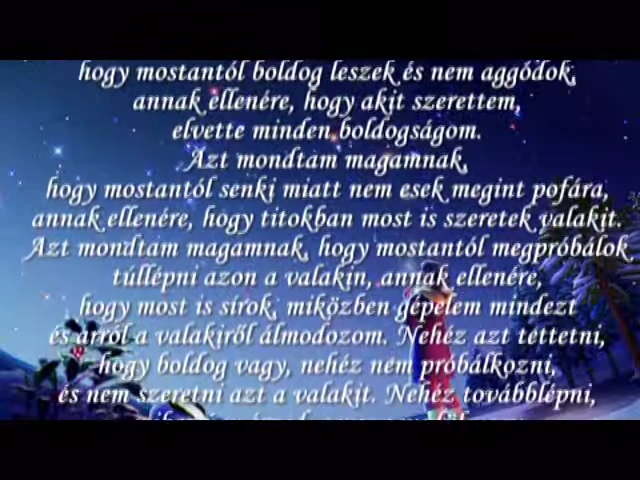 hogy mostantól boldog leszek és nem aggódok,
annak ellenére, hogy akit szerettem,
elvette minden boldogságom.
Azt mondtam magamnak,
hogy mostantól senki miatt nem esek megint pofára,
annak ellenére, hogy titokban most is szeretek valakit.
Azt mondtam magamnak, hogy mostantól megpróbálok
túllépni azon a valakin, annak ellenére,
hogy most is sírok, miközben gépelem mindezt
és arról a valakiről álmodozom. Nehéz azt tettetni,
hogy boldog vagy, nehéz nem próbálkozni,
és nem szeretni azt a valakit. Nehéz továbblépni,